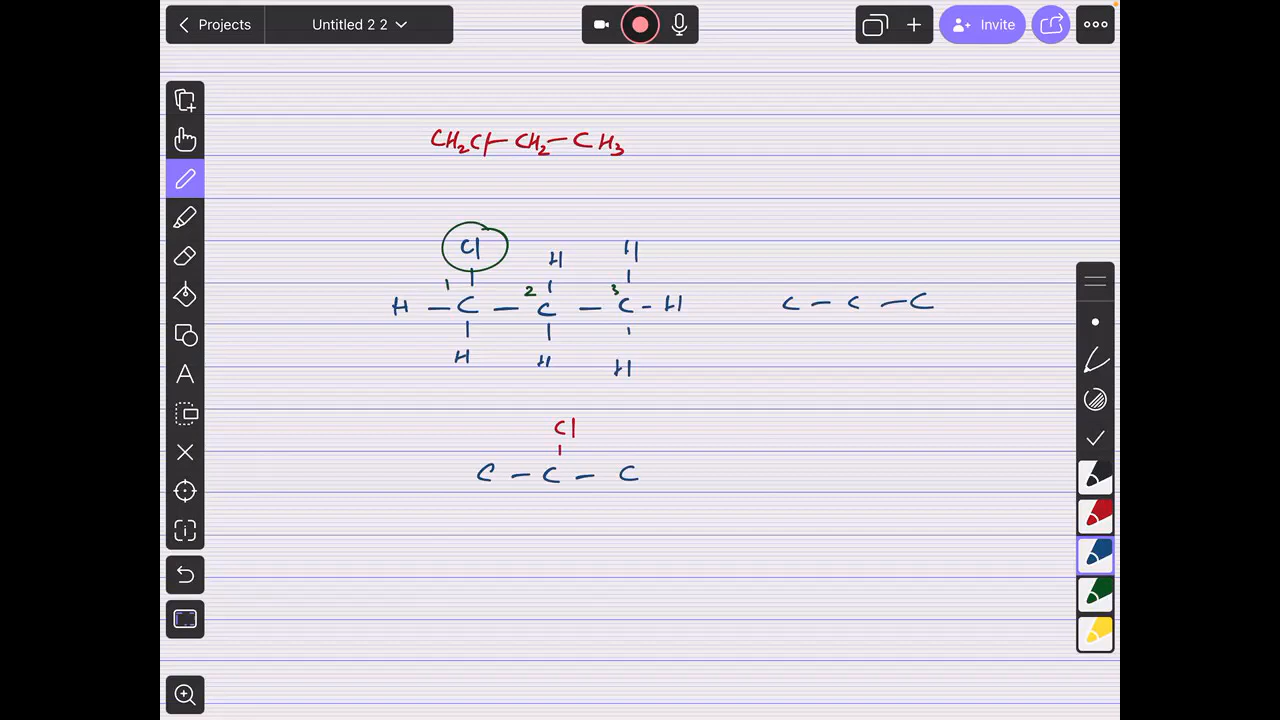 Projects Untitled 2 2 Invite
CH₂Cl—CH₂—CH₃
Cl H H
1 2 3
H — C — C — C - H C — C — C
H H H
Cl
C — C — C
A